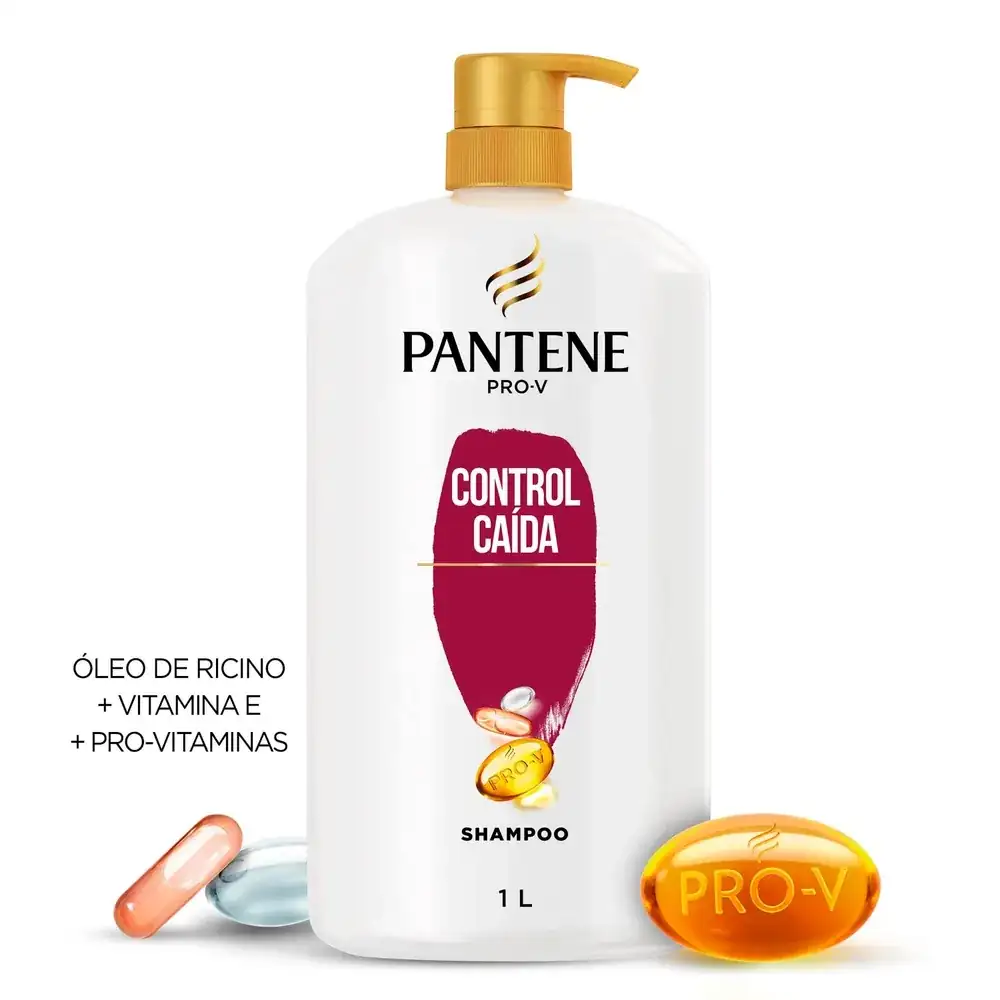 PANTENE
PRO-V
CONTROL
CAÍDA
PRO-V
SHAMPOO
1 L
ÓLEO DE RICINO
+ VITAMINA E
+ PRO-VITAMINAS
PRO-V